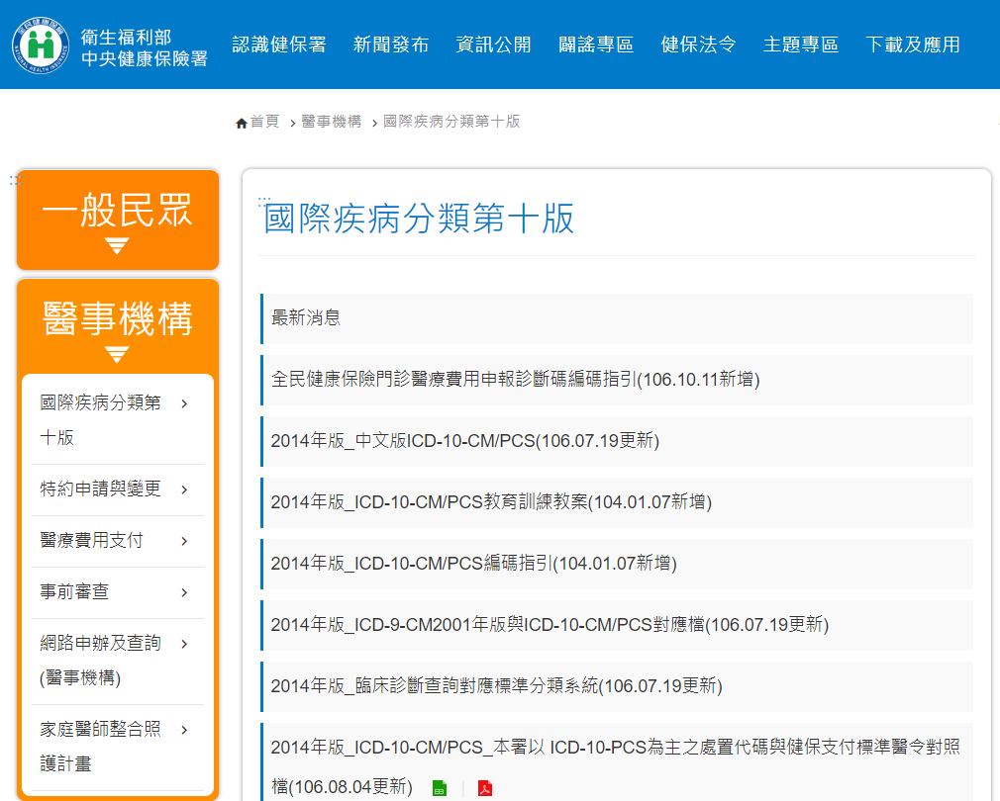 衛生福利部
中央健康保險署
認識健保署 新聞發布 資訊公開 闢謠專區 健保法令 主題專區 下載及應用
首頁 › 醫事機構 › 國際疾病分類第十版
:::
一般民眾
醫事機構
國際疾病分類第
十版
特約申請與變更
醫療費用支付
事前審查
網路申辦及查詢
(醫事機構)
家庭醫師整合照
護計畫
:::
國際疾病分類第十版
最新消息
全民健康保險門診醫療費用申報診斷碼編碼指引(106.10.11新增)
2014年版_中文版ICD-10-CM/PCS(106.07.19更新)
2014年版_ICD-10-CM/PCS教育訓練教案(104.01.07新增)
2014年版_ICD-10-CM/PCS編碼指引(104.01.07新增)
2014年版_ICD-9-CM2001年版與ICD-10-CM/PCS對應檔(106.07.19更新)
2014年版_臨床診斷查詢對應標準分類系統(106.07.19更新)
2014年版_ICD-10-CM/PCS_本署以 ICD-10-PCS為主之處置代碼與健保支付標準醫令對照
檔(106.08.04更新)